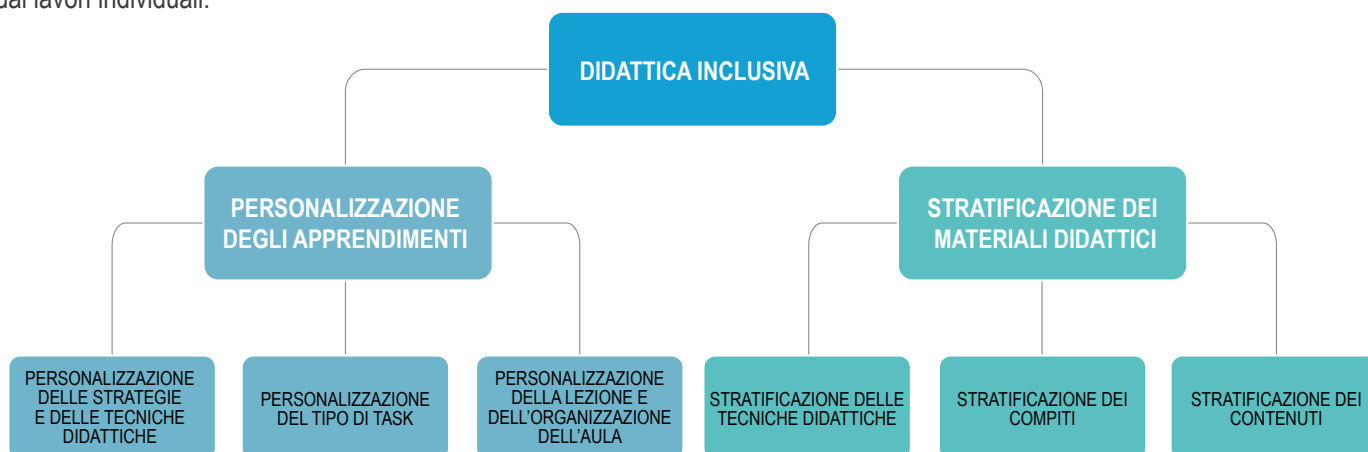 dai lavori individuali.
DIDATTICA INCLUSIVA
PERSONALIZZAZIONE
DEGLI APPRENDIMENTI
STRATIFICAZIONE DEI
MATERIALI DIDATTICI
PERSONALIZZAZIONE
DELLE STRATEGIE
E DELLE TECNICHE
DIDATTICHE
PERSONALIZZAZIONE
DEL TIPO DI TASK
PERSONALIZZAZIONE
DELLA LEZIONE E
DELL'ORGANIZZAZIONE
DELL'AULA
STRATIFICAZIONE DELLE
TECNICHE DIDATTICHE
STRATIFICAZIONE DEI
COMPITI
STRATIFICAZIONE DEI
CONTENUTI